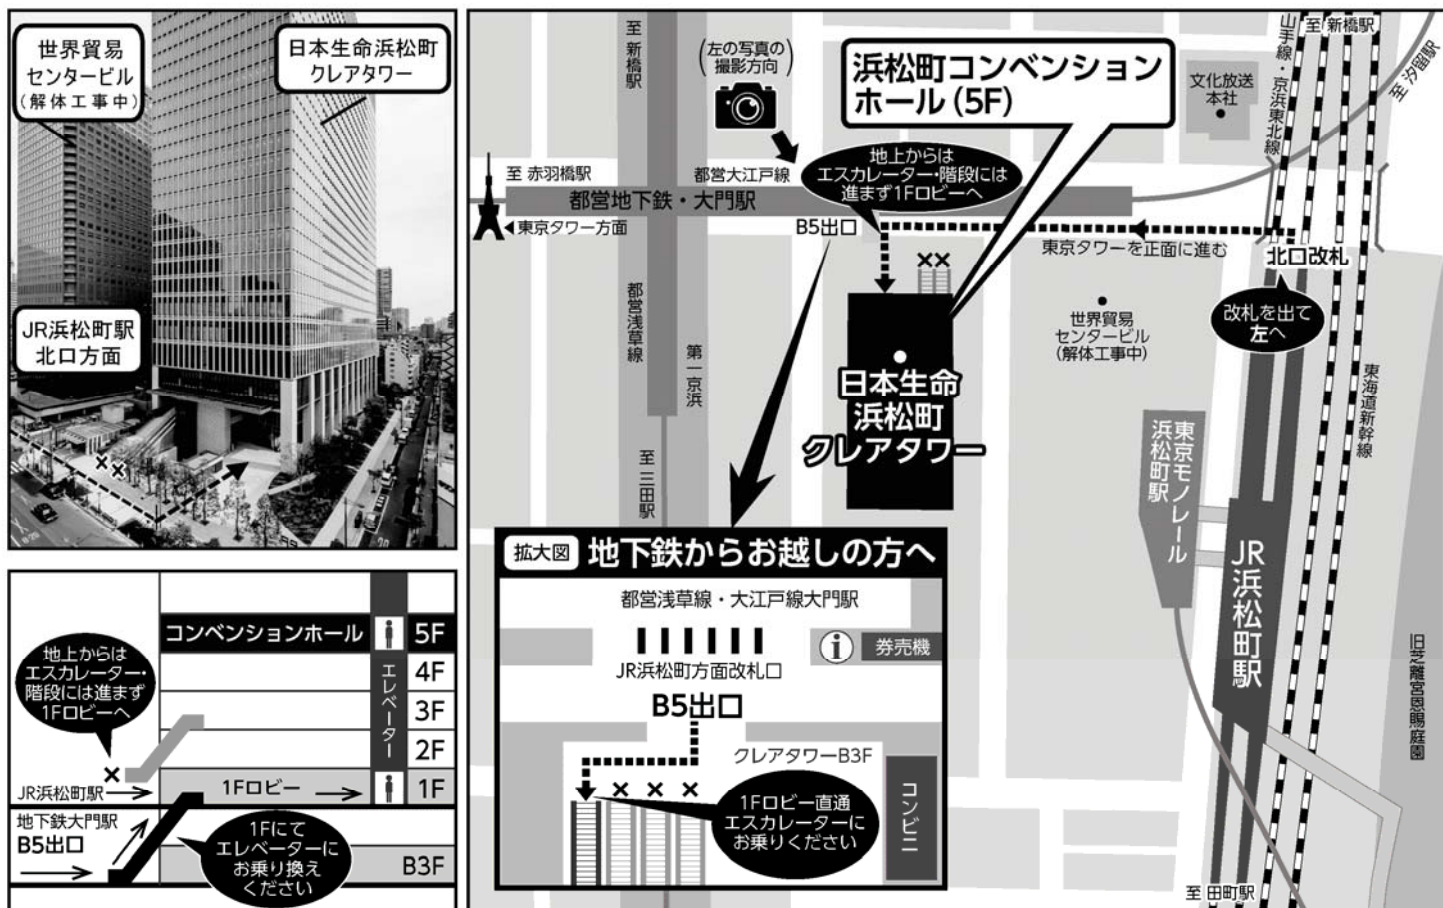 世界貿易
センタービル
(解体工事中)
日本生命浜松町
クレアタワー
JR浜松町駅
北口方面
コンベンションホール
5F
4F
3F
2F
1F
B3F
エレベーター
地上からは
エスカレーター・
階段には進まず
1Fロビーへ
JR浜松町駅
1Fロビー
地下鉄大門駅
B5出口
1Fにて
エレベーターに
お乗り換え
ください
至 新橋駅
(左の写真の
撮影方向)
浜松町コンベンション
ホール(5F)
文化放送
本社
山手線・京浜東北線
至 新橋駅
至 汐留駅
至 赤羽橋駅
都営大江戸線
都営地下鉄・大門駅
地上からは
エスカレーター・階段には
進まず1Fロビーへ
東京タワー方面
B5出口
東京タワーを正面に進む
北口改札
改札を出て
左へ
都営浅草線
第一京浜
至 三田駅
世界貿易
センタービル
(解体工事中)
日本生命
浜松町
クレアタワー
東海道新幹線
東京モノレール
浜松町駅
JR浜松町駅
旧芝離宮恩賜庭園
至 田町駅
拡大図 地下鉄からお越しの方へ
都営浅草線・大江戸線大門駅
券売機
JR浜松町方面改札口
B5出口
クレアタワーB3F
1Fロビー直通
エスカレーターに
お乗りください
コンビニ